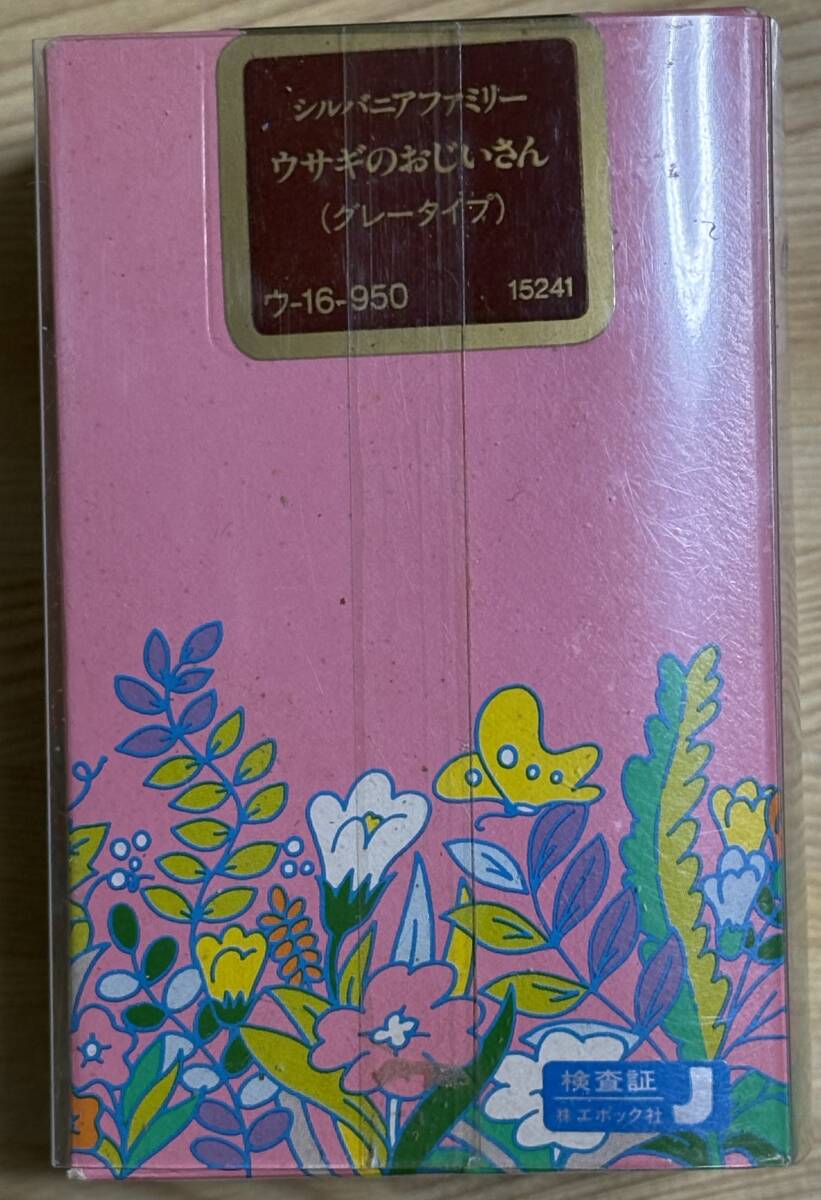 シルバニアファミリー
ウサギのおじいさん
(グレータイプ)
ウ-16-950 15241
検査証
株エポック社